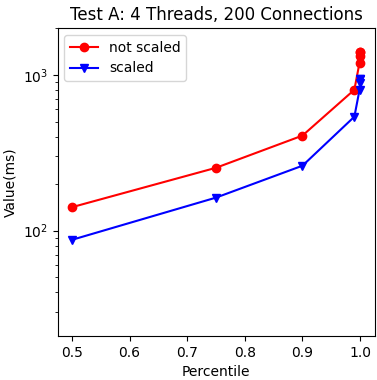 Test A: 4 Threads, 200 Connections
not scaled
scaled
10³
10²
Value(ms)
0.5 0.6 0.7 0.8 0.9 1.0
Percentile